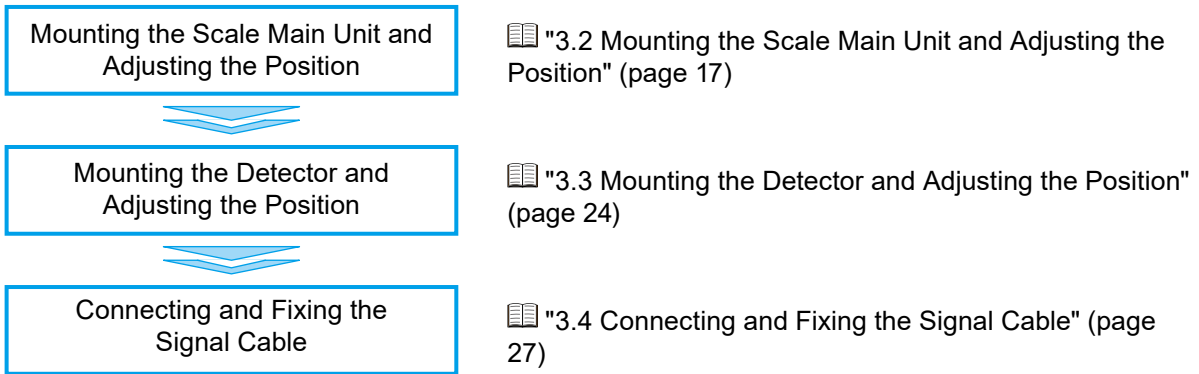 Mounting the Scale Main Unit and
Adjusting the Position
"3.2 Mounting the Scale Main Unit and Adjusting the
Position" (page 17)
Mounting the Detector and
Adjusting the Position
"3.3 Mounting the Detector and Adjusting the Position"
(page 24)
Connecting and Fixing the
Signal Cable
"3.4 Connecting and Fixing the Signal Cable" (page
27)